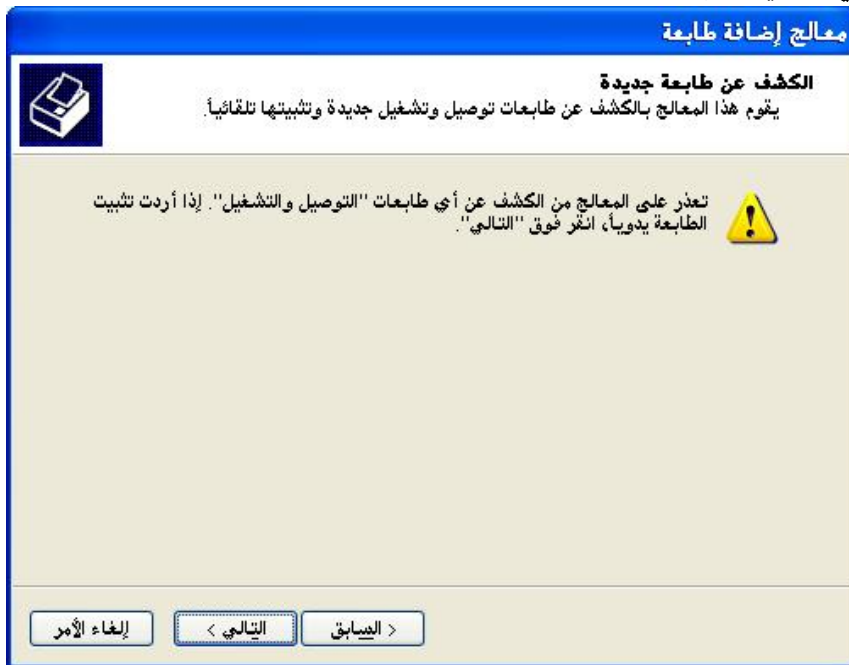 معالج إضافة طابعة
الكشف عن طابعة جديدة
يقوم هذا المعالج بالكشف عن طابعات توصيل وتشغيل جديدة وتثبيتها تلقائياً.
تعذر على المعالج من الكشف عن أي طابعات "التوصيل والتشغيل". إذا أردت تثبيت
الطابعة يدوياً، انقر فوق "التالي".
< السابق
التالي >
إلغاء الأمر